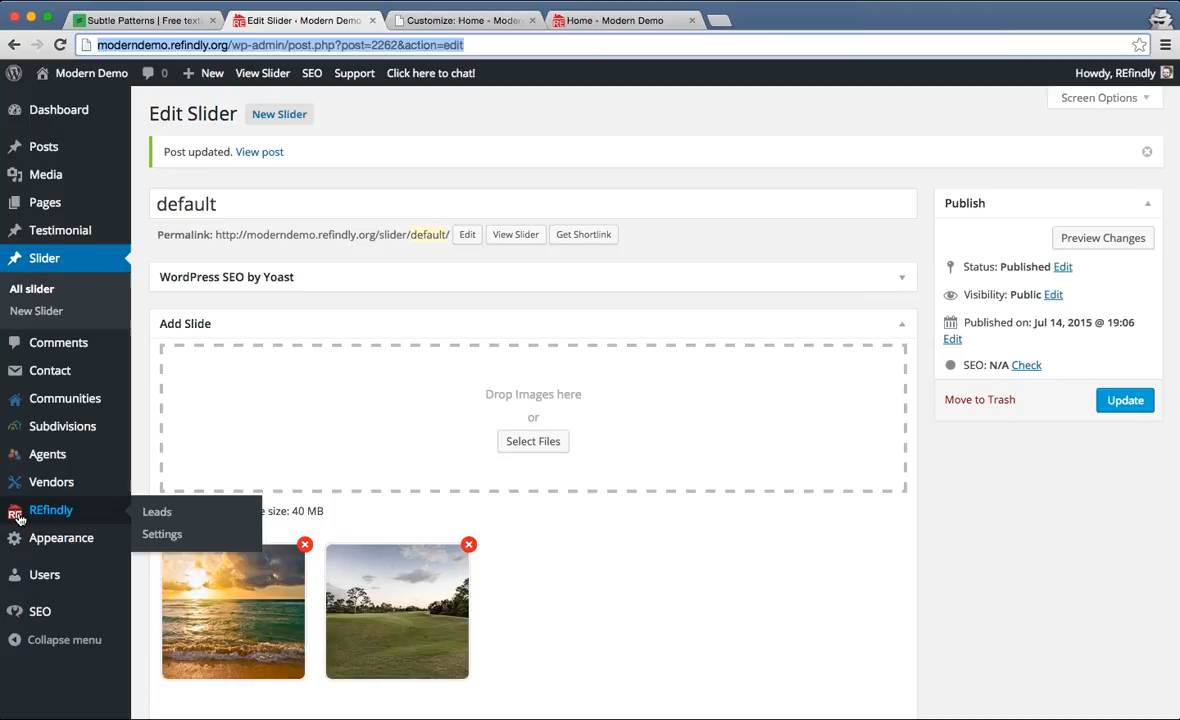 Subtle Patterns | Free text
Edit Slider ‹ Modern Demo
Customize: Home - Modern
Home - Modern Demo
moderndemo.refindly.org/wp-admin/post.php?post=2262&action=edit
Modern Demo
0
New
View Slider
SEO
Support
Click here to chat!
Howdy, REfindly
Dashboard
Posts
Media
Pages
Testimonial
Slider
All slider
New Slider
Comments
Contact
Communities
Subdivisions
Agents
Vendors
REfindly
Leads
Settings
Appearance
Users
SEO
Collapse menu
Screen Options
Edit Slider
New Slider
Post updated. View post
default
Permalink: http://moderndemo.refindly.org/slider/default/
Edit
View Slider
Get Shortlink
WordPress SEO by Yoast
Add Slide
Drop Images here
or
Select Files
size: 40 MB
Publish
Preview Changes
Status: Published Edit
Visibility: Public Edit
Published on: Jul 14, 2015 @ 19:06
Edit
SEO: N/A Check
Move to Trash
Update